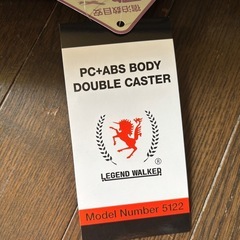 PC+ABS BODY
DOUBLE CASTER
®
LEGEND WALKER
Model Number 5122